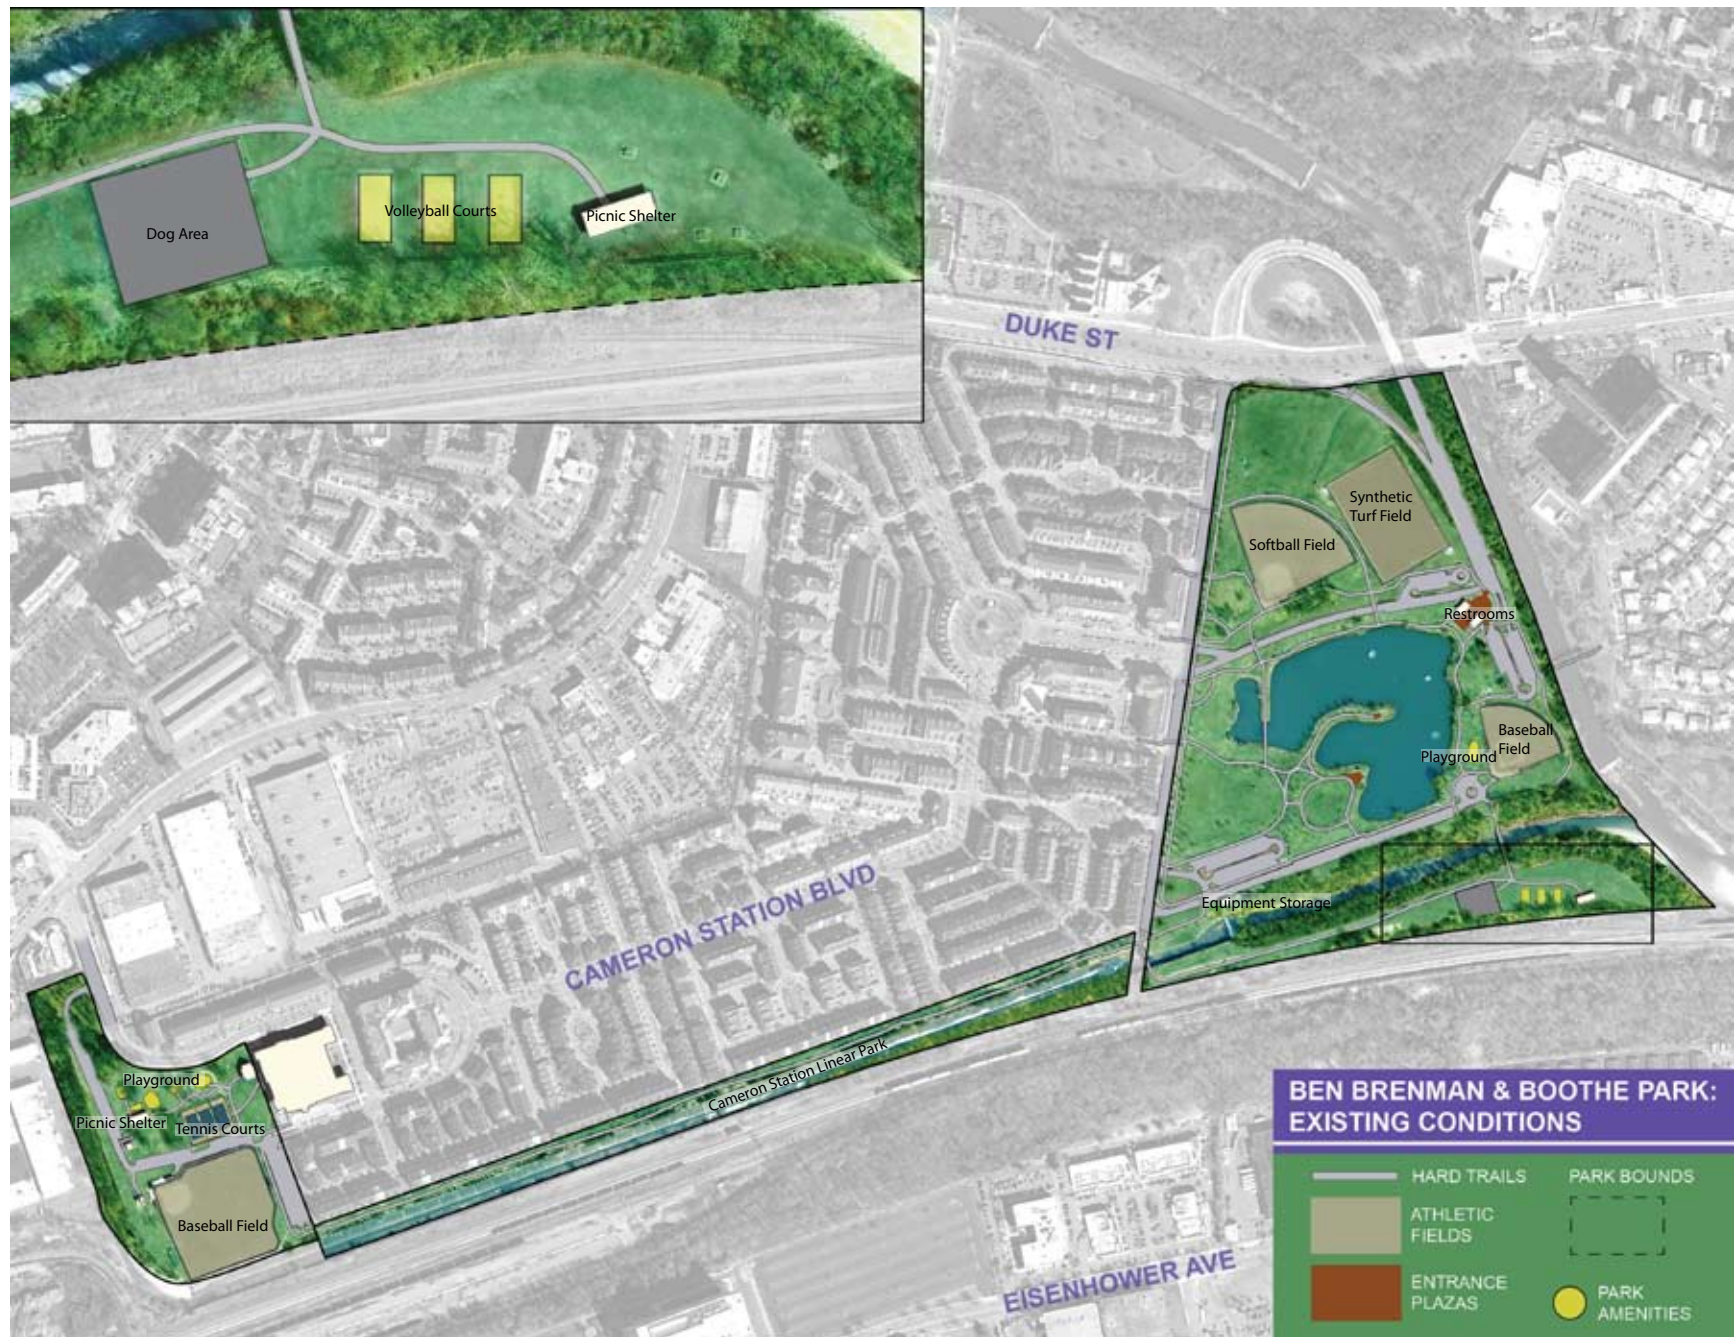 Dog Area
Volleyball Courts
Picnic Shelter
DUKE ST
Synthetic
Turf Field
Softball Field
Restrooms
Baseball
Field
Playground
Equipment Storage
CAMERON STATION BLVD
Cameron Station Linear Park
Playground
Picnic Shelter
Tennis Courts
Baseball Field
EISENHOWER AVE
BEN BRENMAN & BOOTHE PARK:
EXISTING CONDITIONS
HARD TRAILS
PARK BOUNDS
ATHLETIC
FIELDS
ENTRANCE
PLAZAS
PARK
AMENITIES